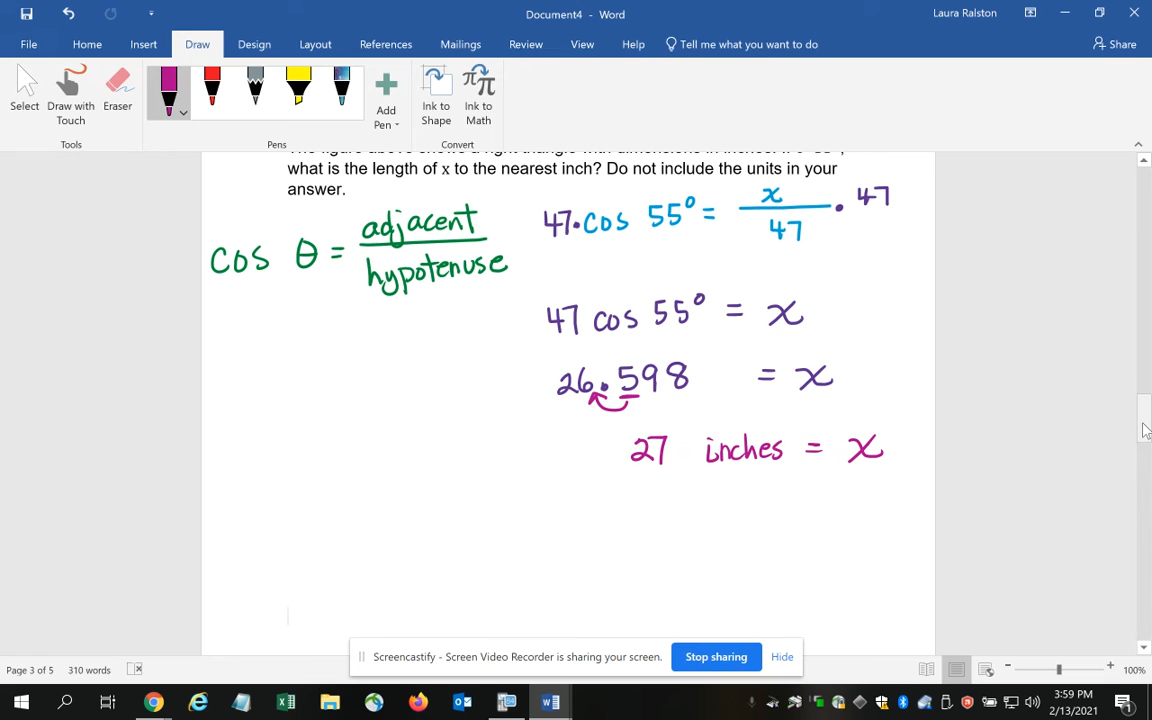 Document4 - Word
Laura Ralston
File Home Insert Draw Design Layout References Mailings Review View Help Tell me what you want to do Share
Select Draw with Touch Eraser Add Pen Ink to Shape Ink to Math
Tools Pens Convert
what is the length of x to the nearest inch? Do not include the units in your
answer.
cos θ = adjacent / hypotenuse
47 · cos 55° = x / 47 · 47
47 cos 55° = x
26.598 = x
27 inches = x
Screencastify - Screen Video Recorder is sharing your screen. Stop sharing Hide
Page 3 of 5 310 words 100%
3:59 PM
2/13/2021